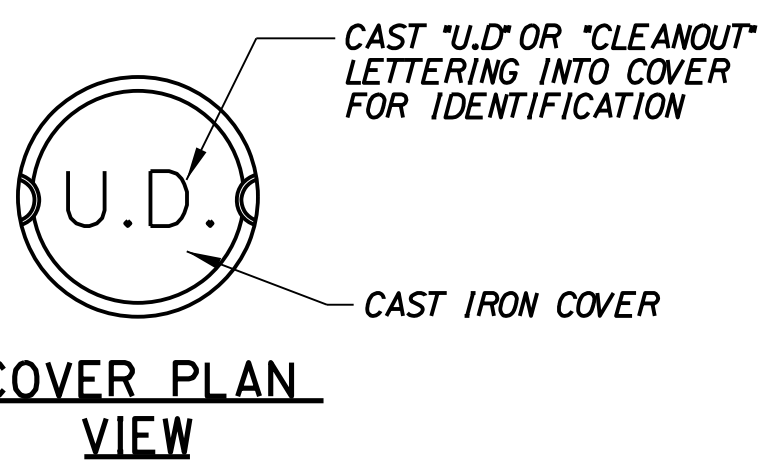 CAST "U.D" OR "CLEANOUT"
LETTERING INTO COVER
FOR IDENTIFICATION
U.D.
CAST IRON COVER
COVER PLAN
VIEW